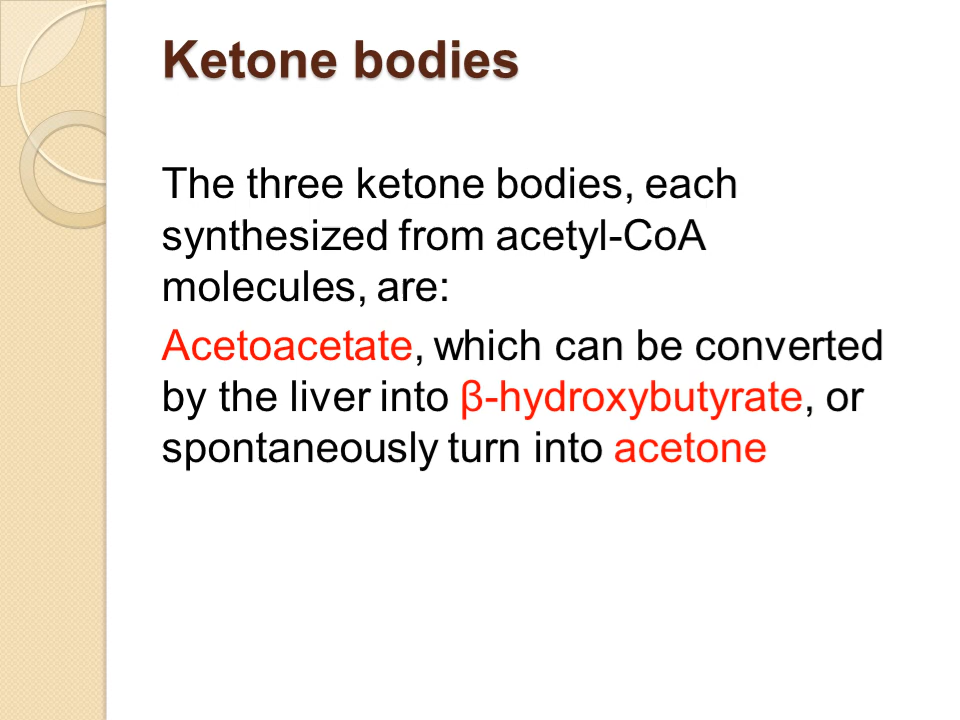 Ketone bodies
The three ketone bodies, each
synthesized from acetyl-CoA
molecules, are:
Acetoacetate, which can be converted
by the liver into β-hydroxybutyrate, or
spontaneously turn into acetone